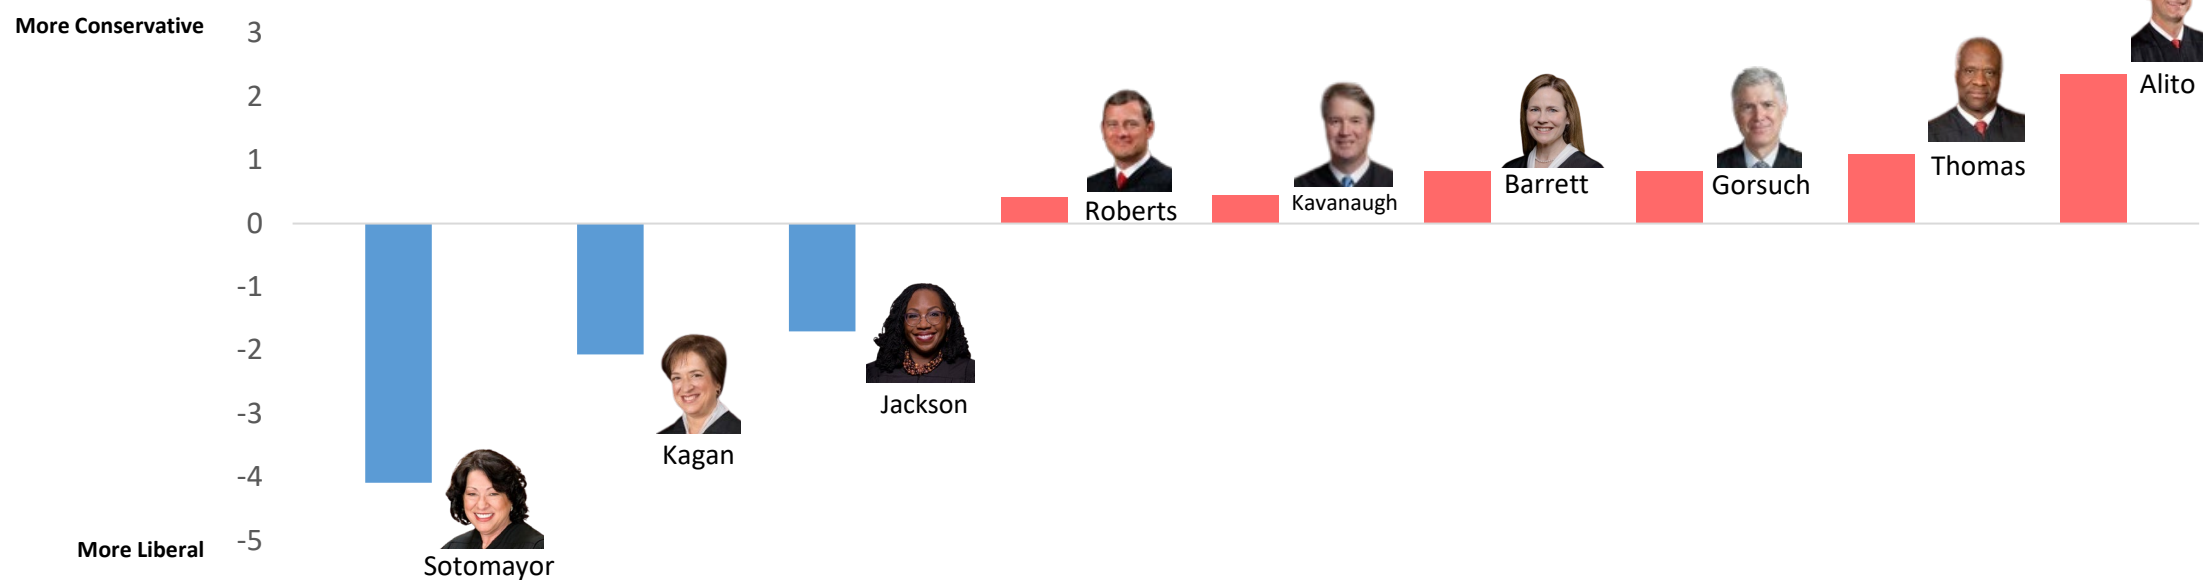 More Conservative
3
2
1
0
-1
-2
-3
-4
-5
More Liberal
Sotomayor
Kagan
Jackson
Roberts
Kavanaugh
Barrett
Gorsuch
Thomas
Alito